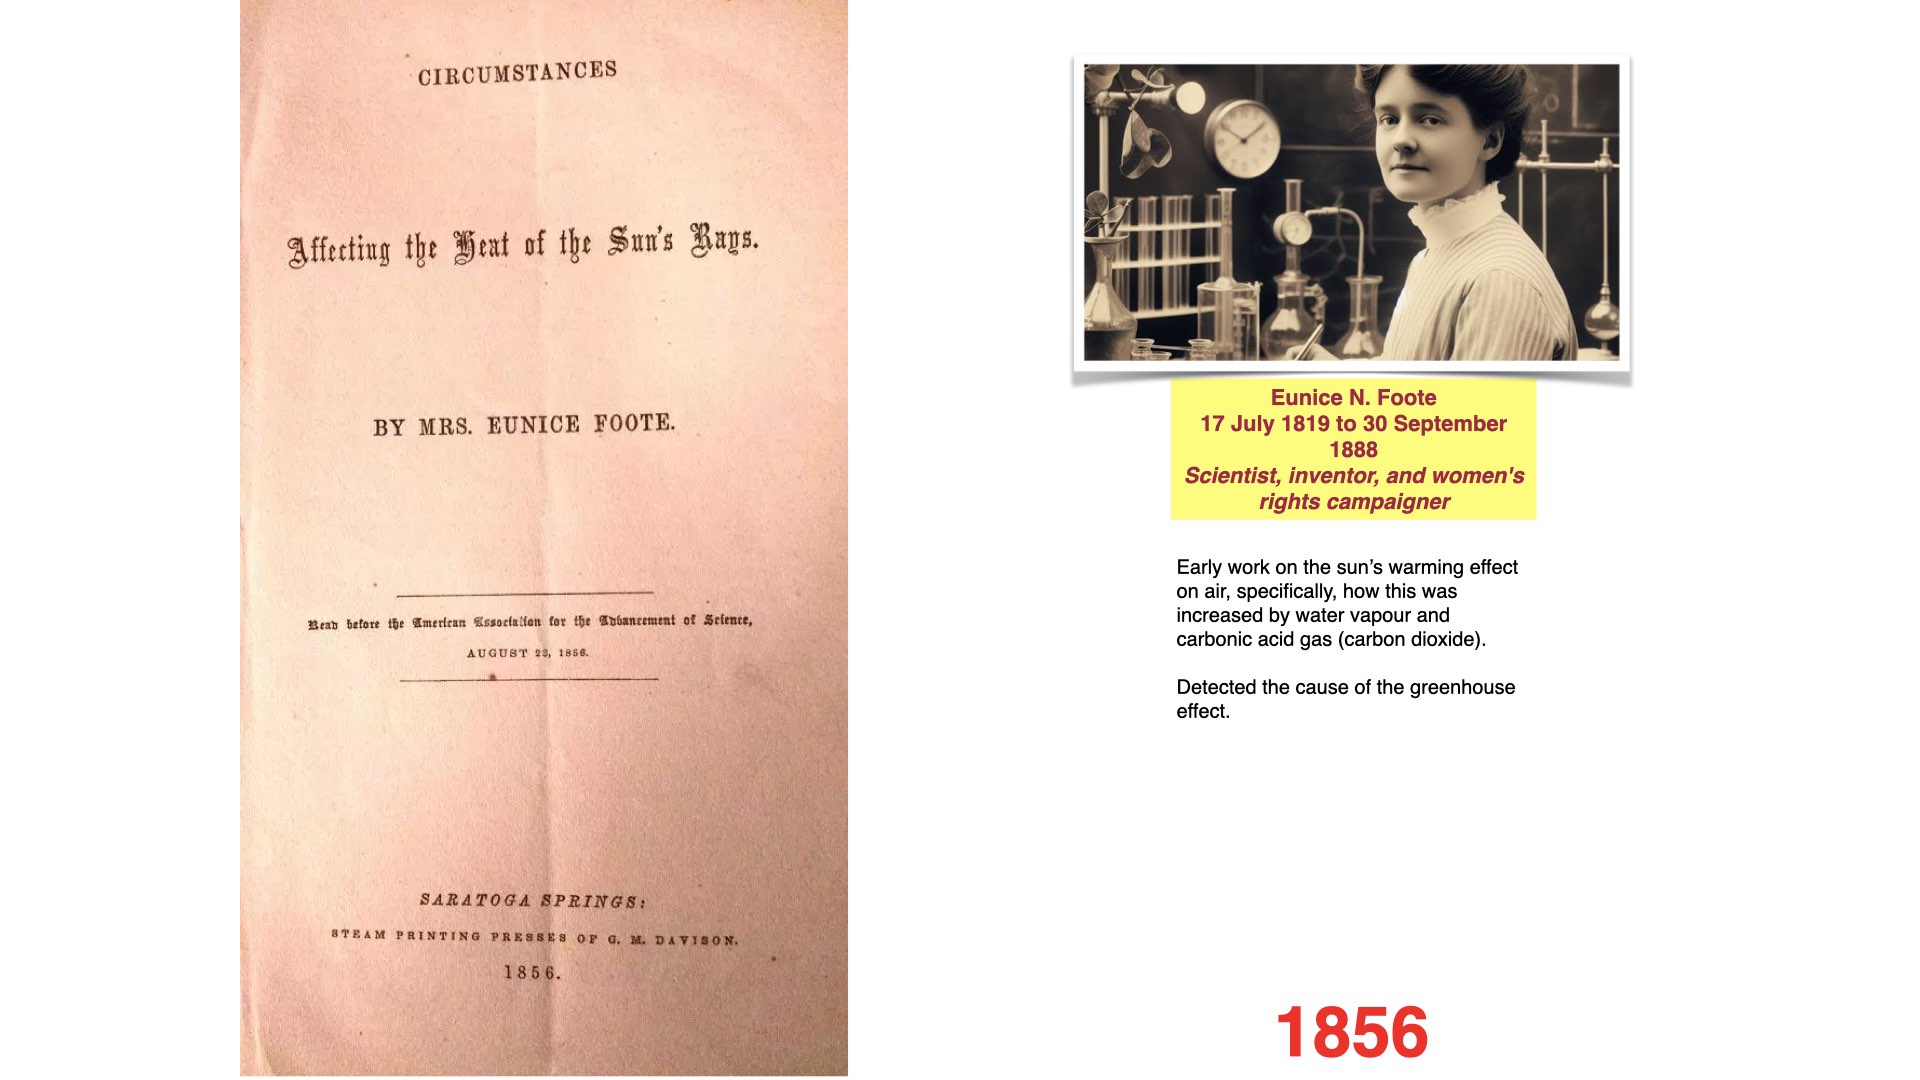 CIRCUMSTANCES
Affecting the Heat of the Sun's Rays.
BY MRS. EUNICE FOOTE.
Read before the American Association for the Advancement of Science,
AUGUST 23, 1856.
SARATOGA SPRINGS:
STEAM PRINTING PRESSES OF G. M. DAVISON.
1856.
Eunice N. Foote
17 July 1819 to 30 September
1888
Scientist, inventor, and women's
rights campaigner
Early work on the sun’s warming effect
on air, specifically, how this was
increased by water vapour and
carbonic acid gas (carbon dioxide).
Detected the cause of the greenhouse
effect.
1856